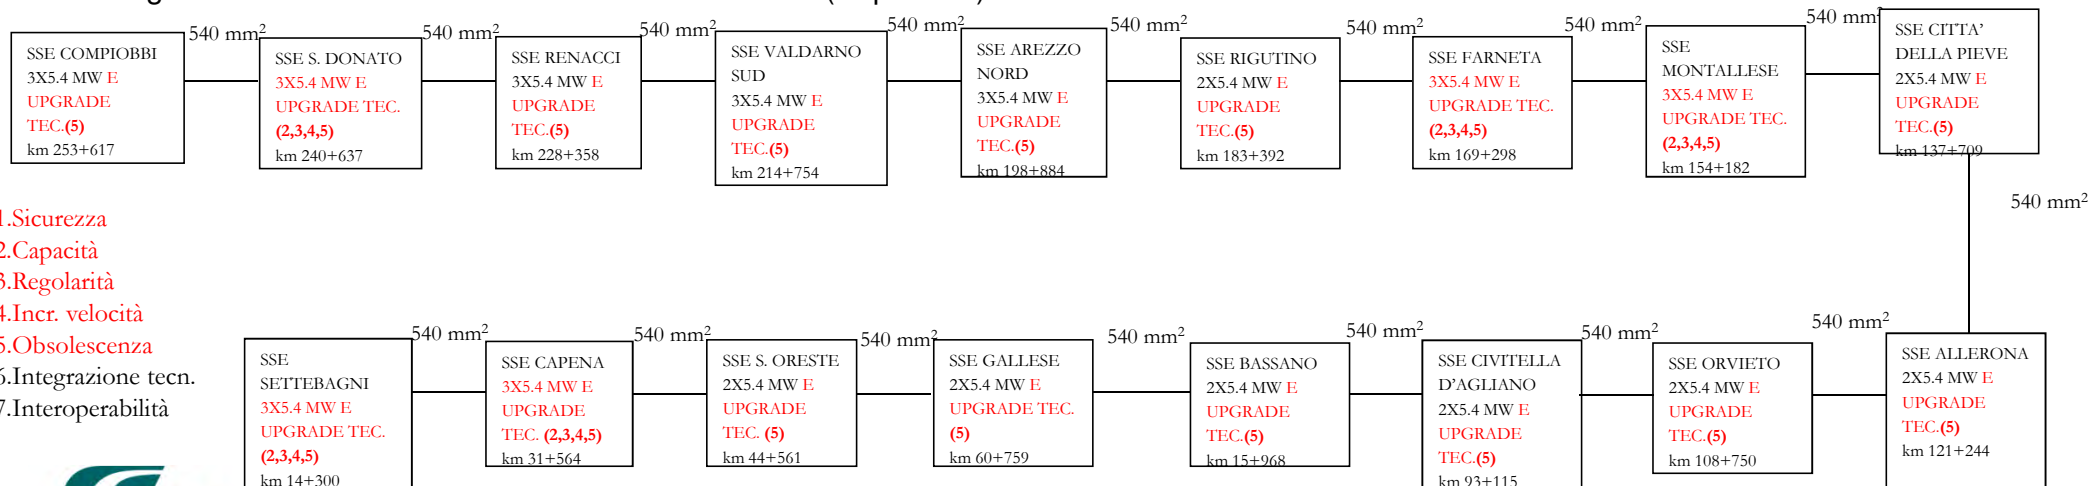 540 mm²
540 mm²
540 mm²
540 mm²
540 mm²
540 mm²
540 mm²
540 mm²
SSE COMPIOBBI
3X5.4 MW E
UPGRADE
TEC.(5)
km 253+617
SSE S. DONATO
3X5.4 MW E
UPGRADE TEC.
(2,3,4,5)
km 240+637
SSE RENACCI
3X5.4 MW E
UPGRADE
TEC.(5)
km 228+358
SSE VALDARNO
SUD
3X5.4 MW E
UPGRADE
TEC.(5)
km 214+754
SSE AREZZO
NORD
3X5.4 MW E
UPGRADE
TEC.(5)
km 198+884
SSE RIGUTINO
2X5.4 MW E
UPGRADE
TEC.(5)
km 183+392
SSE FARNETA
3X5.4 MW E
UPGRADE TEC.
(2,3,4,5)
km 169+298
SSE
MONTALLESE
3X5.4 MW E
UPGRADE TEC.
(2,3,4,5)
km 154+182
SSE CITTA'
DELLA PIEVE
2X5.4 MW E
UPGRADE
TEC.(5)
km 137+709
540 mm²
1.Sicurezza
2.Capacità
3.Regolarità
4.Incr. velocità
5.Obsolescenza
6.Integrazione tecn.
7.Interoperabilità
540 mm²
540 mm²
540 mm²
540 mm²
540 mm²
540 mm²
540 mm²
SSE
SETTEBAGNI
3X5.4 MW E
UPGRADE TEC.
(2,3,4,5)
km 14+300
SSE CAPENA
3X5.4 MW E
UPGRADE
TEC. (2,3,4,5)
km 31+564
SSE S. ORESTE
2X5.4 MW E
UPGRADE
TEC. (5)
km 44+561
SSE GALLESE
2X5.4 MW E
UPGRADE TEC.
(5)
km 60+759
SSE BASSANO
2X5.4 MW E
UPGRADE
TEC.(5)
km 15+968
SSE CIVITELLA
D'AGLIANO
2X5.4 MW E
UPGRADE
TEC.(5)
km 93+115
SSE ORVIETO
2X5.4 MW E
UPGRADE
TEC.(5)
km 108+750
SSE ALLERONA
2X5.4 MW E
UPGRADE
TEC.(5)
km 121+244